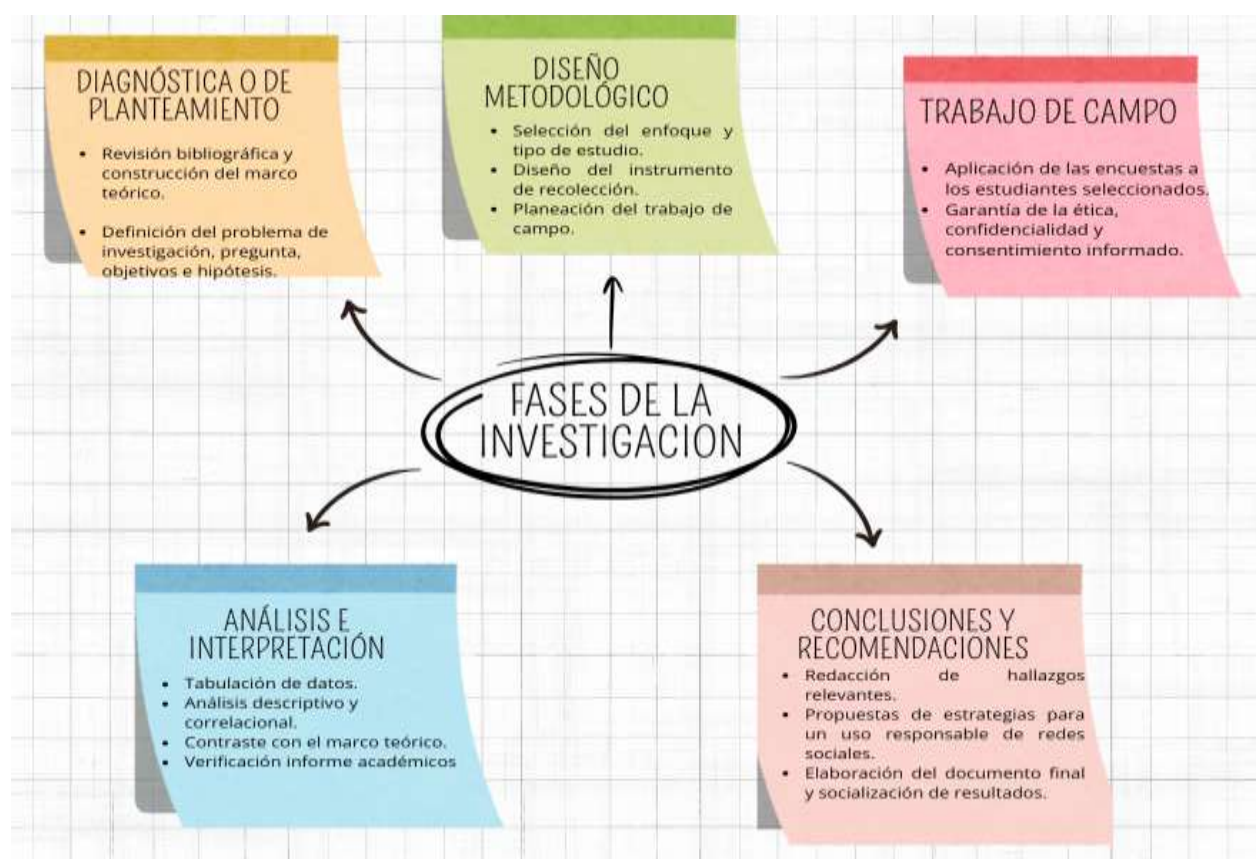 DIAGNÓSTICA O DE
PLANTEAMIENTO
• Revisión bibliográfica y
construcción del marco
teórico.
• Definición del problema de
investigación, pregunta,
objetivos e hipótesis.
DISEÑO
METODOLÓGICO
• Selección del enfoque y
tipo de estudio.
• Diseño del instrumento
de recolección.
• Planeación del trabajo de
campo.
TRABAJO DE CAMPO
• Aplicación de las encuestas a
los estudiantes seleccionados.
• Garantía de la ética,
confidencialidad y
consentimiento informado.
FASES DE LA
INVESTIGACION
ANÁLISIS E
INTERPRETACIÓN
• Tabulación de datos.
• Análisis descriptivo y
correlacional.
• Contraste con el marco teórico.
• Verificación informe académicos
CONCLUSIONES Y
RECOMENDACIONES
• Redacción de hallazgos
relevantes.
• Propuestas de estrategias para
un uso responsable de redes
sociales.
• Elaboración del documento final
y socialización de resultados.